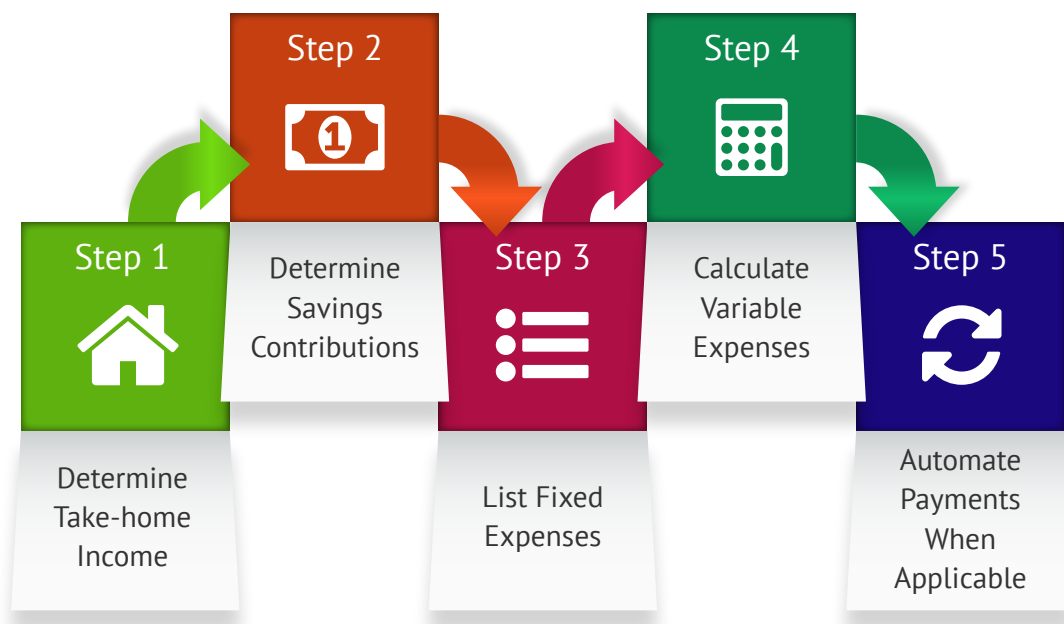 Step 1
Determine
Take-home
Income
Step 2
1
Determine
Savings
Contributions
Step 3
List Fixed
Expenses
Step 4
Calculate
Variable
Expenses
Step 5
Automate
Payments
When
Applicable